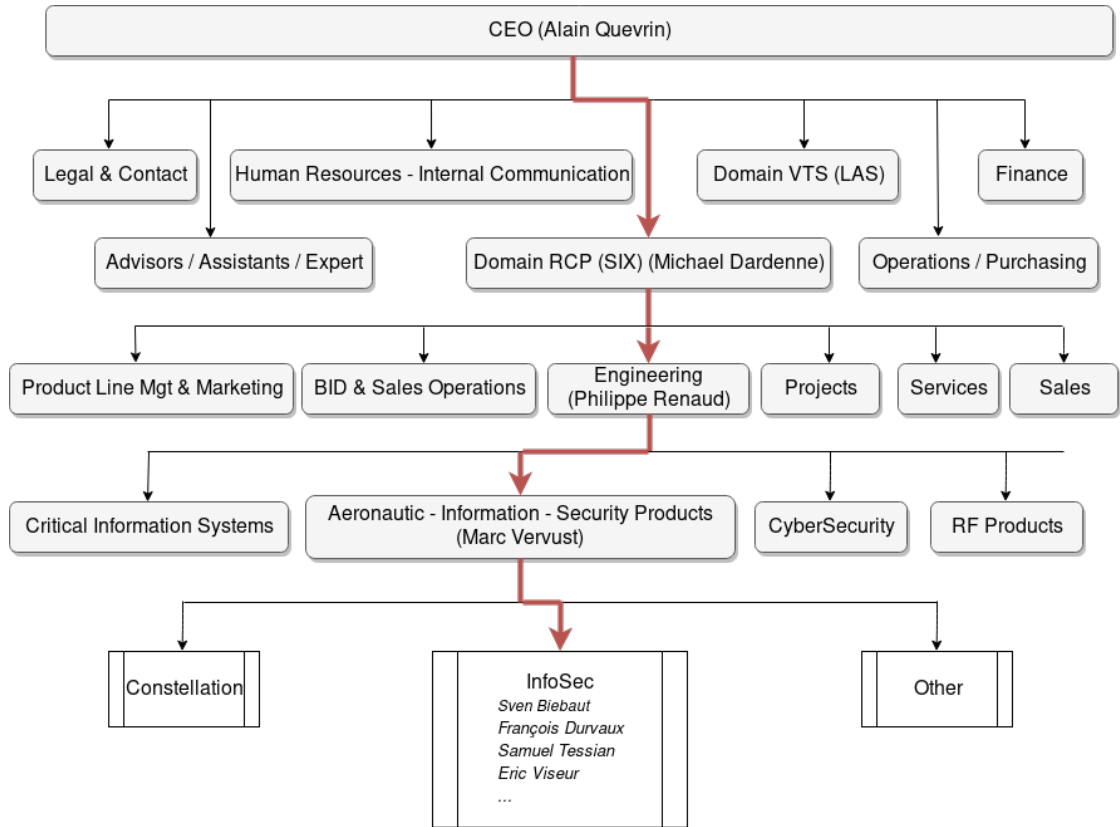 CEO (Alain Quevrin)
Legal & Contact
Human Resources - Internal Communication
Domain VTS (LAS)
Finance
Advisors / Assistants / Expert
Domain RCP (SIX) (Michael Dardenne)
Operations / Purchasing
Product Line Mgt & Marketing
BID & Sales Operations
Engineering
(Philippe Renaud)
Projects
Services
Sales
Critical Information Systems
Aeronautic - Information - Security Products
(Marc Vervust)
CyberSecurity
RF Products
Constellation
InfoSec
Sven Biebaut
François Durvaux
Samuel Tessian
Eric Viseur
...
Other